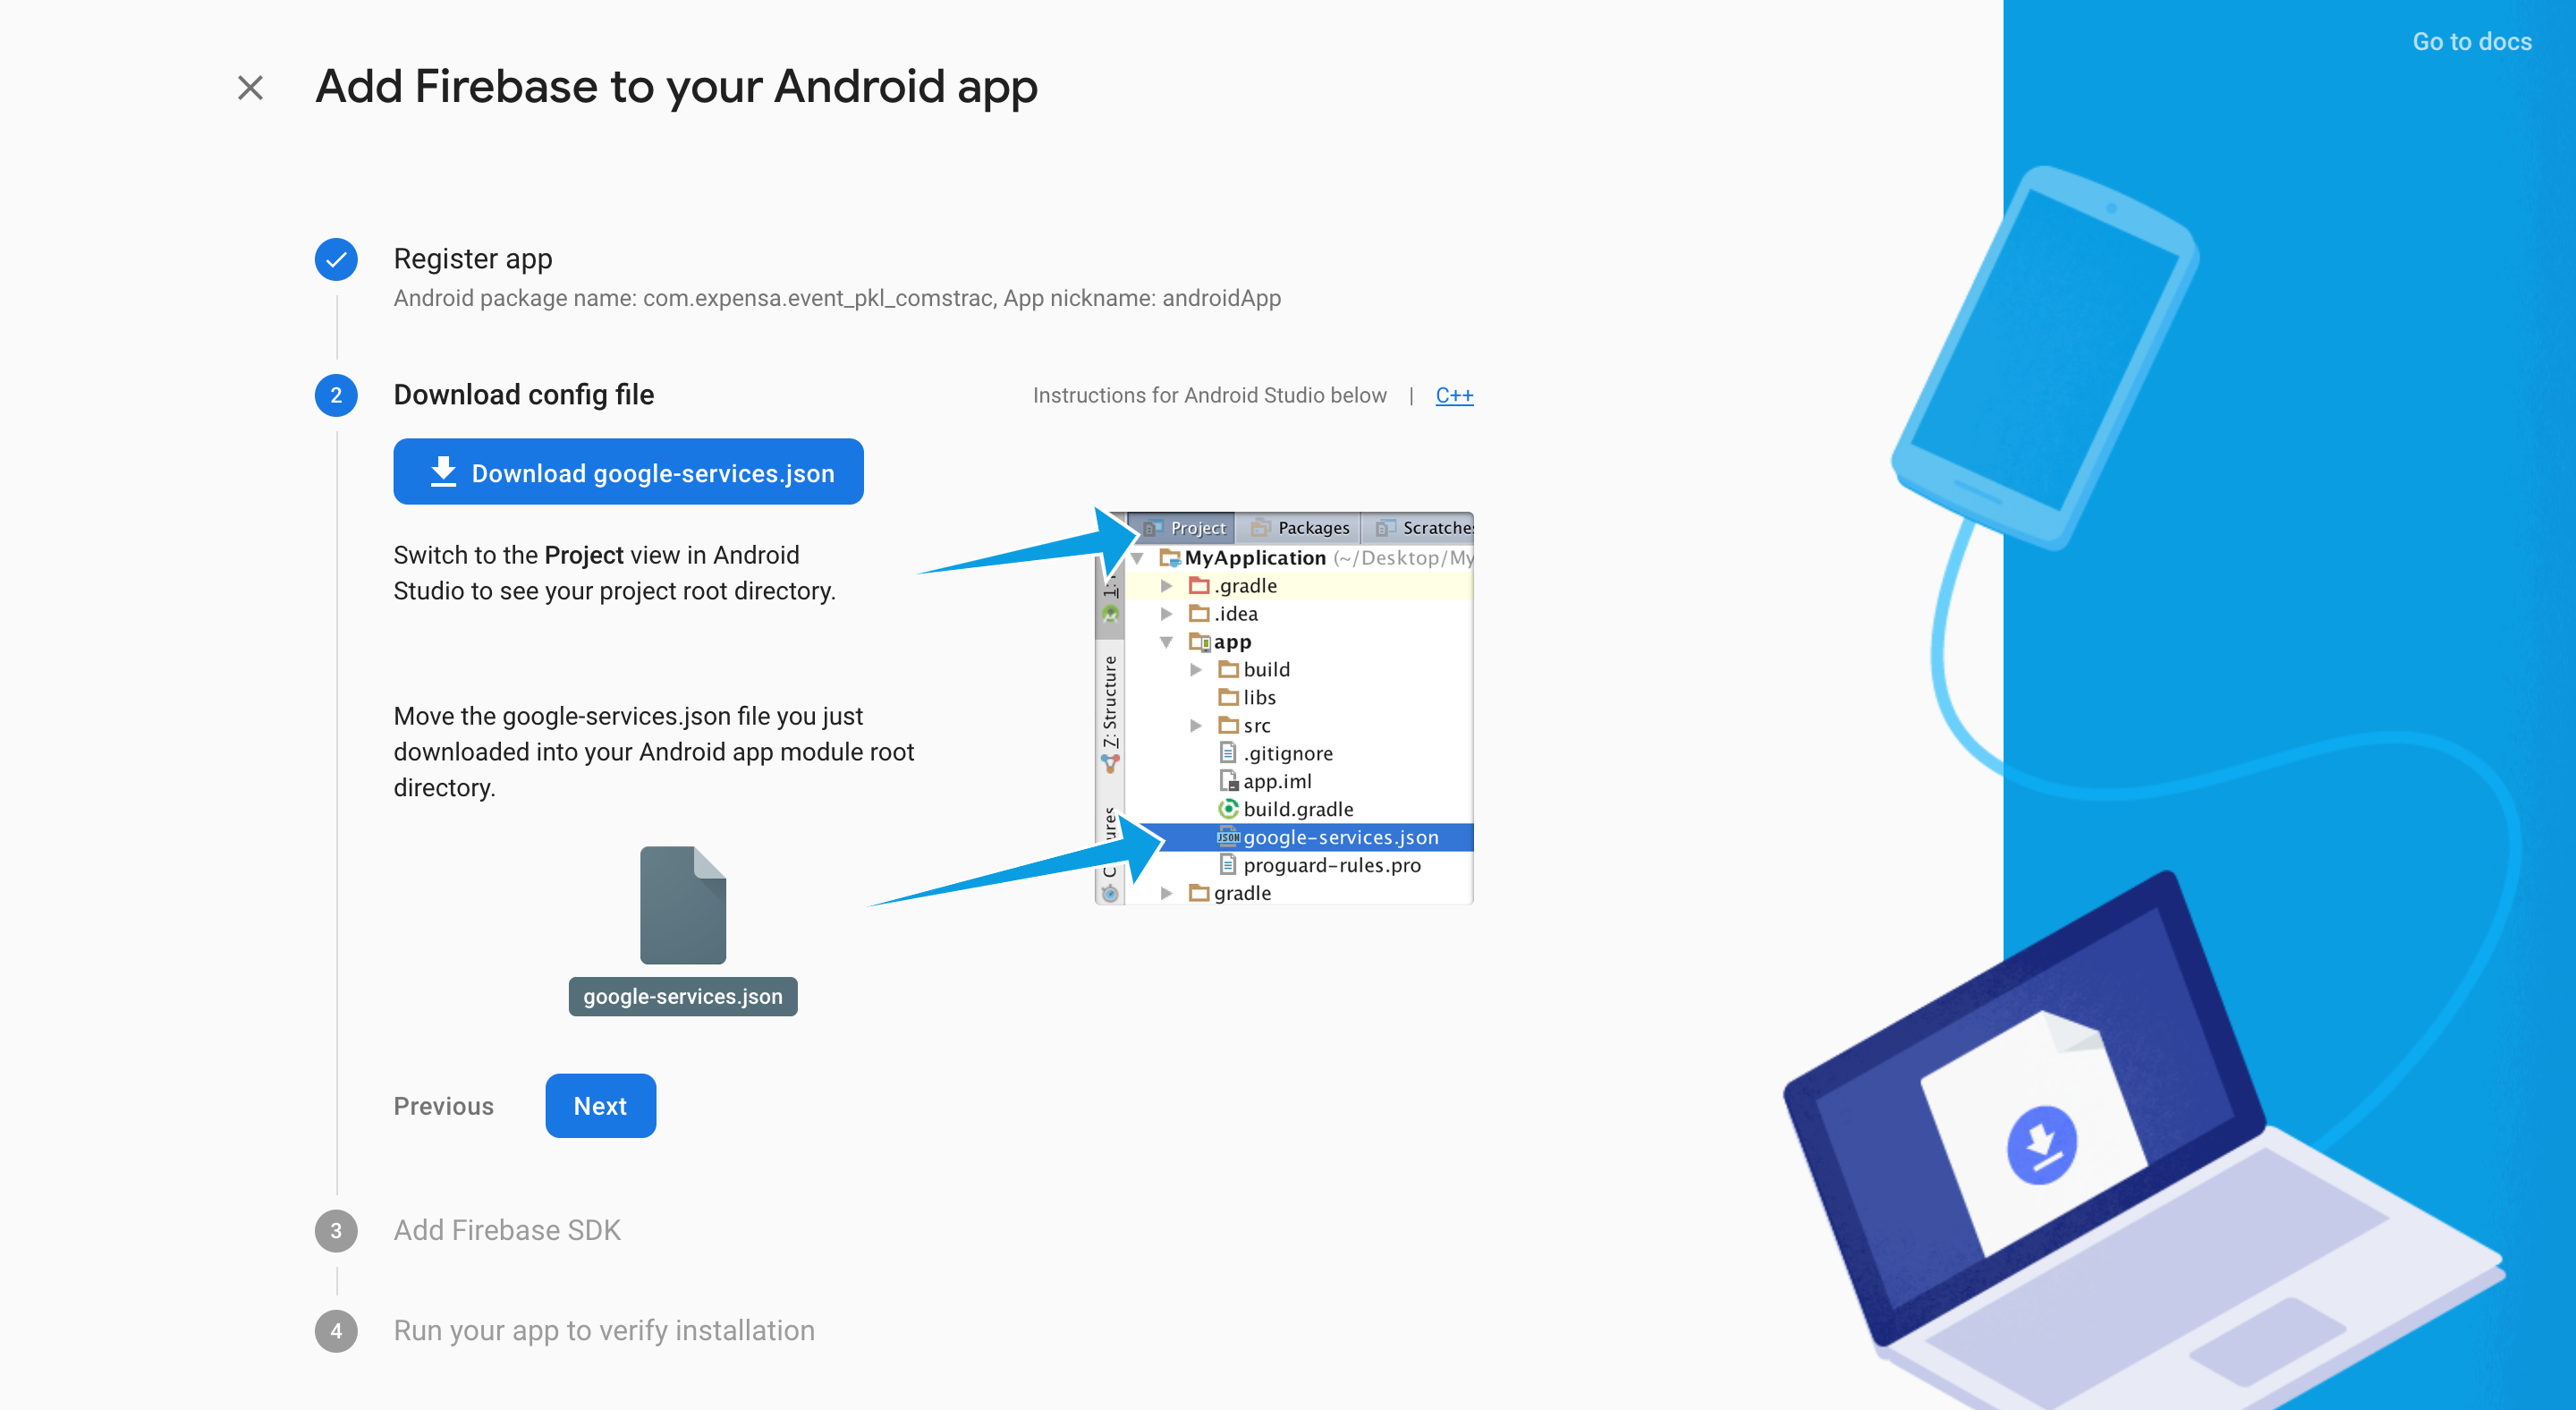 Go to docs
Add Firebase to your Android app
Register app
Android package name: com.expensa.event_pkl_comstrac, App nickname: androidApp
2
Download config file
Instructions for Android Studio below | C++
Download google-services.json
Switch to the Project view in Android
Studio to see your project root directory.
Move the google-services.json file you just
downloaded into your Android app module root
directory.
google-services.json
Project
Packages
Scratches
MyApplication (~/Desktop/My
.gradle
.idea
app
build
libs
src
.gitignore
app.iml
build.gradle
JSON google-services.json
proguard-rules.pro
gradle
1:
Z: Structure
Previous
Next
3
Add Firebase SDK
4
Run your app to verify installation